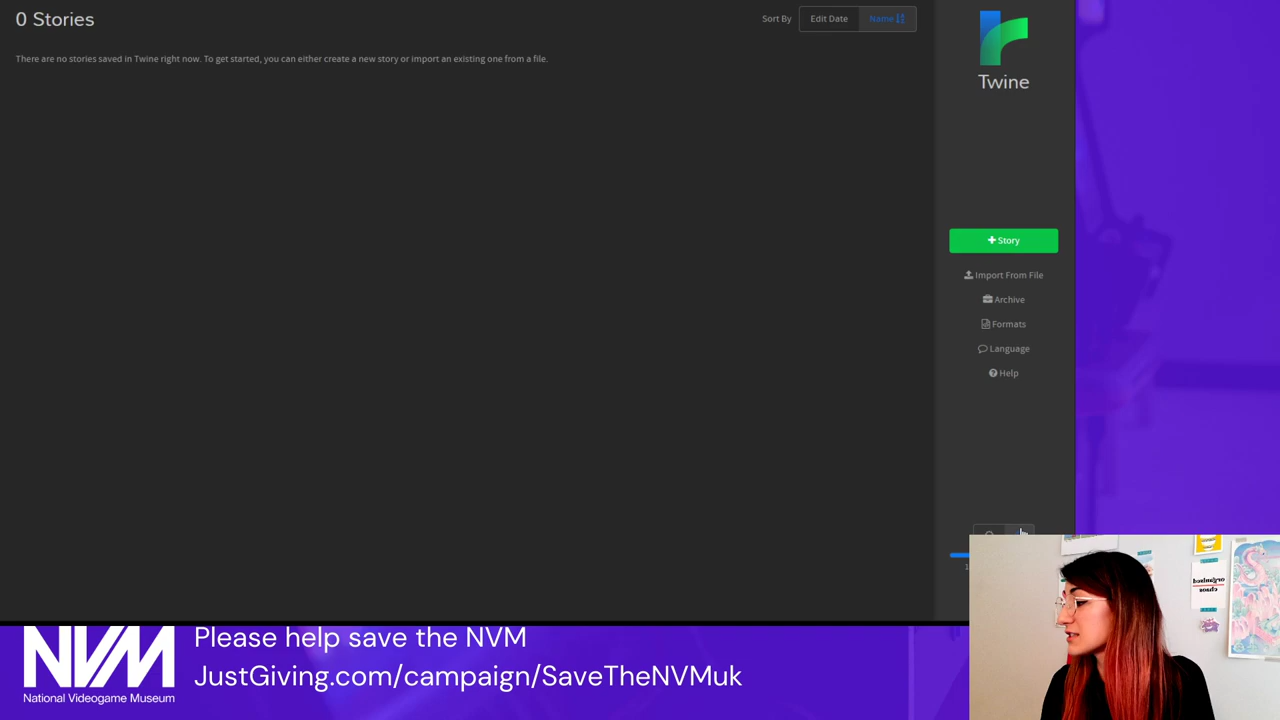 0 Stories
Sort By
Edit Date
Name
There are no stories saved in Twine right now. To get started, you can either create a new story or import an existing one from a file.
Twine
Story
Import From File
Archive
Formats
Language
Help
organised
chaos
NVM
National Videogame Museum
Please help save the NVM
JustGiving.com/campaign/SaveTheNVMuk